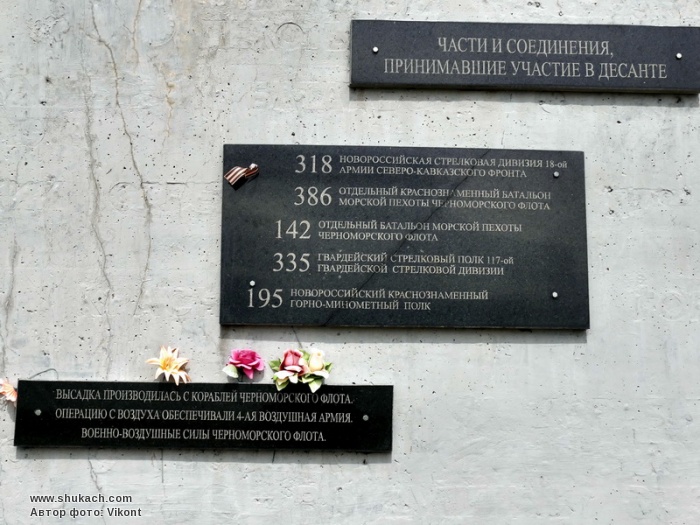 ЧАСТИ И СОЕДИНЕНИЯ,
ПРИНИМАВШИЕ УЧАСТИЕ В ДЕСАНТЕ
318 НОВОРОССИЙСКАЯ СТРЕЛКОВАЯ ДИВИЗИЯ 18-ой
АРМИИ СЕВЕРО-КАВКАЗСКОГО ФРОНТА
386 ОТДЕЛЬНЫЙ КРАСНОЗНАМЕННЫЙ БАТАЛЬОН
МОРСКОЙ ПЕХОТЫ ЧЕРНОМОРСКОГО ФЛОТА
142 ОТДЕЛЬНЫЙ БАТАЛЬОН МОРСКОЙ ПЕХОТЫ
ЧЕРНОМОРСКОГО ФЛОТА
335 ГВАРДЕЙСКИЙ СТРЕЛКОВЫЙ ПОЛК 117-ой
ГВАРДЕЙСКОЙ СТРЕЛКОВОЙ ДИВИЗИИ
195 НОВОРОССИЙСКИЙ КРАСНОЗНАМЕННЫЙ
ГОРНО-МИНОМЕТНЫЙ ПОЛК
ВЫСАДКА ПРОИЗВОДИЛАСЬ С КОРАБЛЕЙ ЧЕРНОМОРСКОГО ФЛОТА.
ОПЕРАЦИЮ С ВОЗДУХА ОБЕСПЕЧИВАЛИ 4-АЯ ВОЗДУШНАЯ АРМИЯ.
ВОЕННО-ВОЗДУШНЫЕ СИЛЫ ЧЕРНОМОРСКОГО ФЛОТА.
www.shukach.com
Автор фото: Vikont